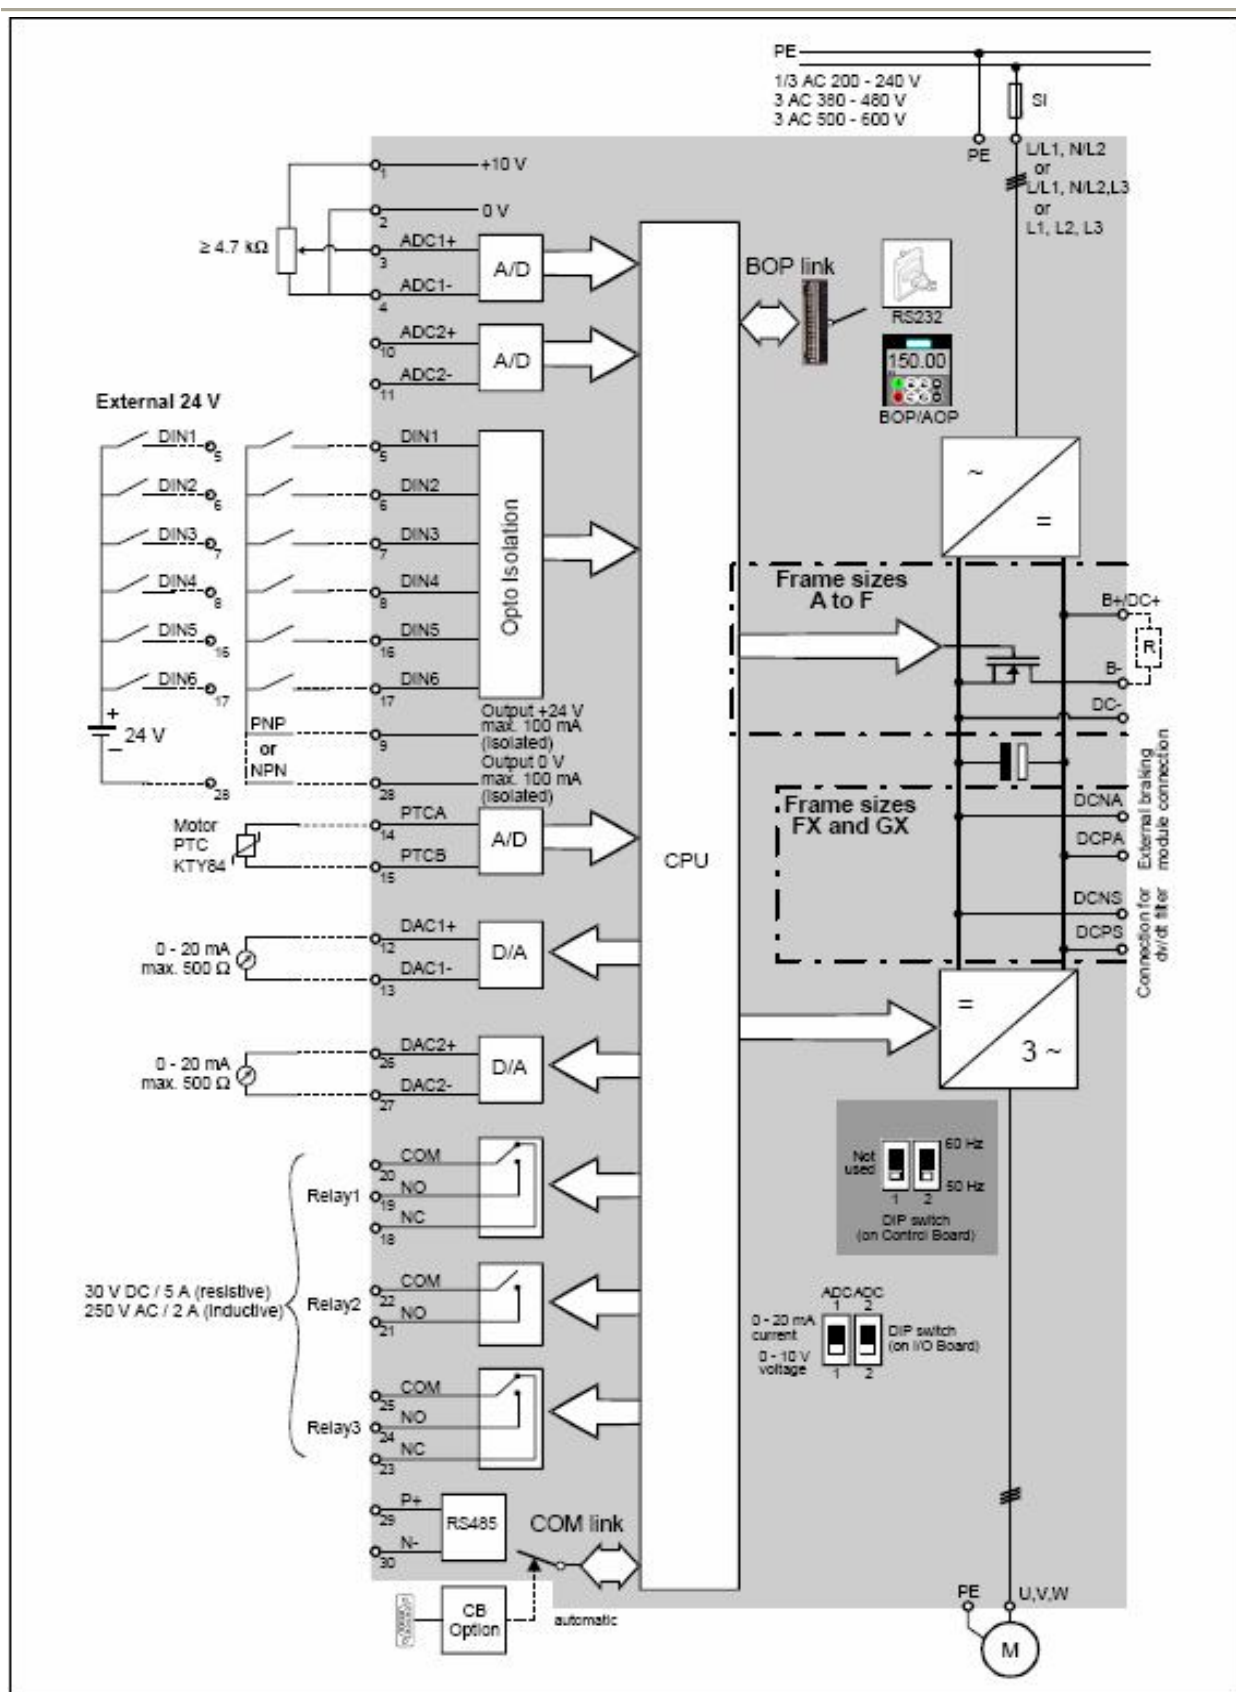 PE
1/3 AC 200 - 240 V
3 AC 380 - 480 V
3 AC 500 - 600 V
SI
PE
L/L1, N/L2
or
L/L1, N/L2,L3
or
L1, L2, L3
1
+10 V
2
0 V
≥ 4.7 kΩ
3
ADC1+
A/D
4
ADC1-
10
ADC2+
A/D
11
ADC2-
BOP link
RS232
150.00
BOP/AOP
External 24 V
DIN1
5
DIN1
5
DIN2
6
DIN2
6
DIN3
7
DIN3
7
DIN4
8
DIN4
8
DIN5
16
DIN5
16
DIN6
17
DIN6
17
Opto Isolation
~
=
Frame sizes
A to F
B+/DC+
R
B-
DC-
+
24 V
–
28
PNP
or
NPN
9
Output +24 V
max. 100 mA
(isolated)
28
Output 0 V
max. 100 mA
(isolated)
Motor
PTC
KTY84
14
PTCA
A/D
15
PTCB
CPU
Frame sizes
FX and GX
DCNA
DCPA
External braking
module connection
DCNS
DCPS
Connection for
dv/dt filter
0 - 20 mA
max. 500 Ω
12
DAC1+
D/A
13
DAC1-
=
3 ~
0 - 20 mA
max. 500 Ω
26
DAC2+
D/A
27
DAC2-
Not
used
60 Hz
50 Hz
1 2
DIP switch
(on Control Board)
30 V DC / 5 A (resistive)
250 V AC / 2 A (inductive)
Relay1
20
COM
19
NO
18
NC
Relay2
22
COM
21
NO
Relay3
25
COM
24
NO
23
NC
ADC ADC
1 2
0 - 20 mA
current
0 - 10 V
voltage
1 2
DIP switch
(on I/O Board)
29
P+
RS485
30
N-
COM link
CB
Option
automatic
PE
U,V,W
M